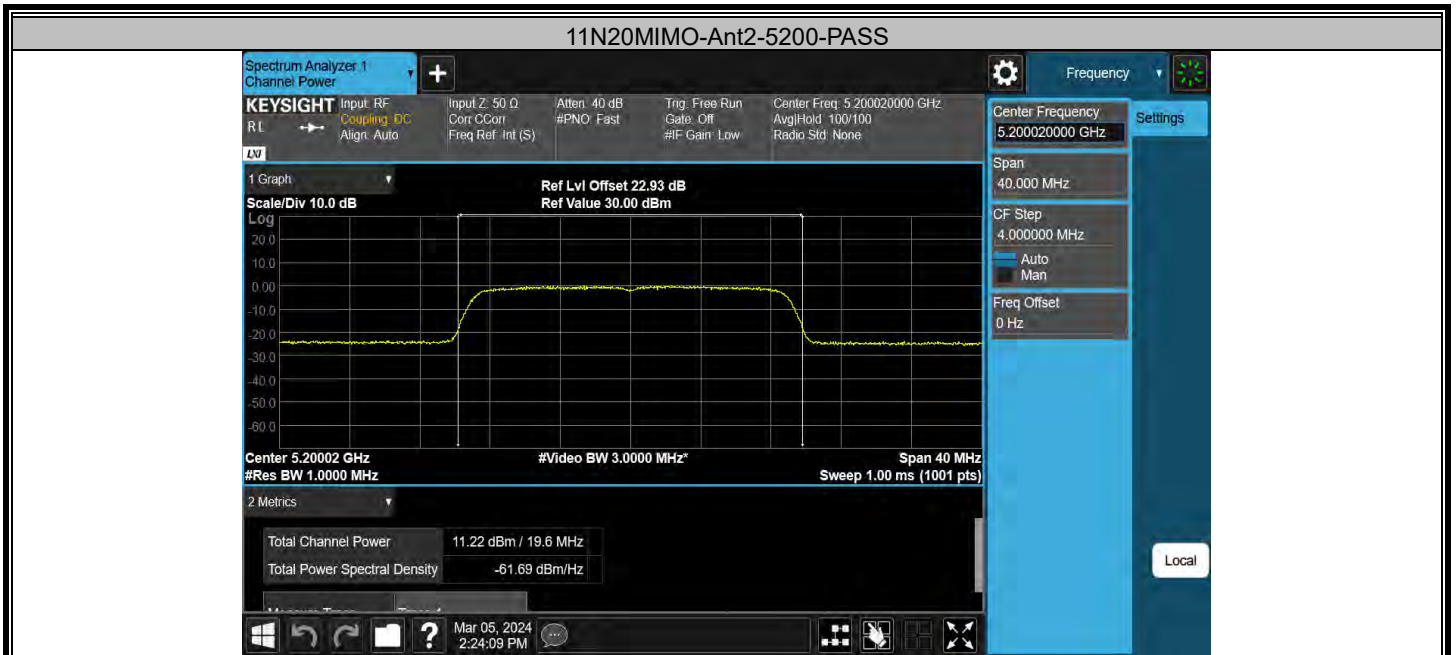 11N20MIMO-Ant2-5200-PASS
Spectrum Analyzer 1
Channel Power
+
Frequency
KEYSIGHT
RL
LXI
Input: RF
Coupling: DC
Align: Auto
Input Z: 50 Ω
Corr CCorr
Freq Ref: Int (S)
Atten: 40 dB
#PNO: Fast
Trig: Free Run
Gate: Off
#IF Gain: Low
Center Freq: 5.200020000 GHz
Avg|Hold: 100/100
Radio Std: None
Center Frequency
5.200020000 GHz
Settings
Span
40.000 MHz
CF Step
4.000000 MHz
Auto
Man
Freq Offset
0 Hz
Local
1 Graph
Scale/Div 10.0 dB
Ref Lvl Offset 22.93 dB
Ref Value 30.00 dBm
Log
20.0
10.0
0.00
-10.0
-20.0
-30.0
-40.0
-50.0
-60.0
Center 5.20002 GHz
#Video BW 3.0000 MHz*
Span 40 MHz
#Res BW 1.0000 MHz
Sweep 1.00 ms (1001 pts)
2 Metrics
Total Channel Power 11.22 dBm / 19.6 MHz
Total Power Spectral Density -61.69 dBm/Hz
?
Mar 05, 2024
2:24:09 PM